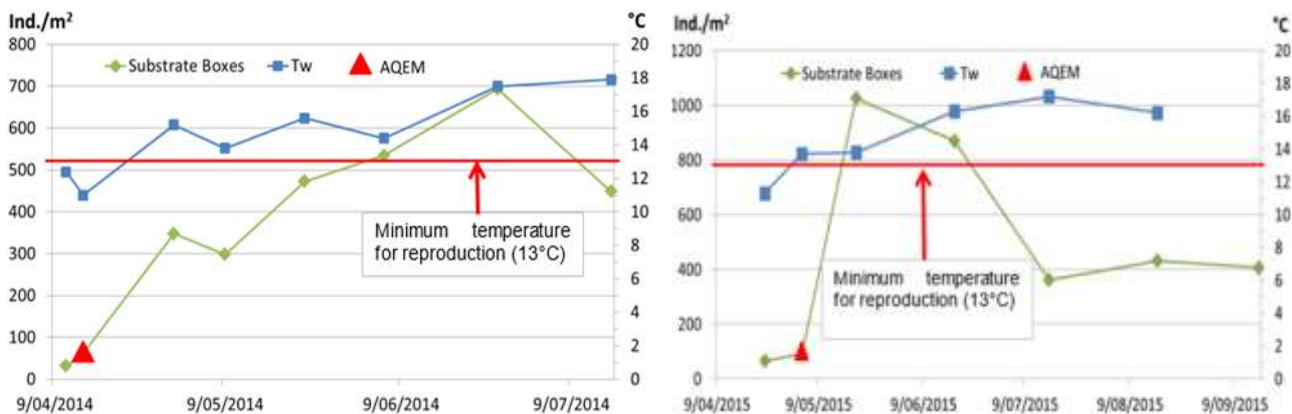 Ind./m² °C
Substrate Boxes Tw AQEM
800 20
700 18
600 16
500 14
400 12
300 10
200 8
100 6
0 4
2
0
Minimum temperature
for reproduction (13°C)
9/04/2014 9/05/2014 9/06/2014 9/07/2014
Ind./m² °C
Substrate Boxes Tw AQEM
1200 20
1000 18
800 16
600 14
400 12
200 10
0 8
6
4
2
0
Minimum temperature
for reproduction (13°C)
9/04/2015 9/05/2015 9/06/2015 9/07/2015 9/08/2015 9/09/2015